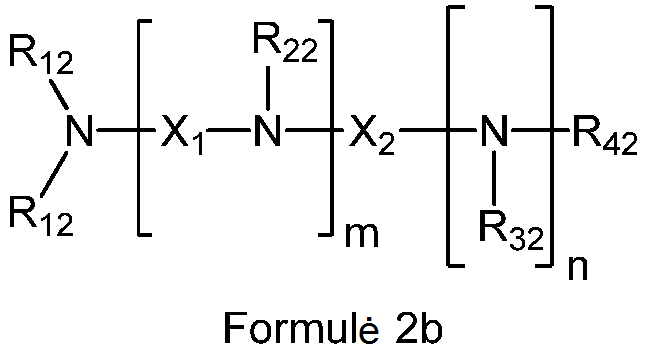 R12
R22
N X1 N X2 N R42
R12 m R32 n
Formulė 2b